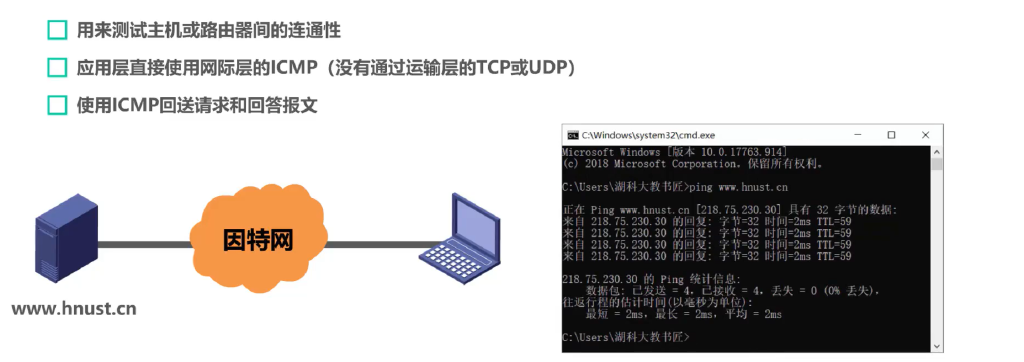 用来测试主机或路由器间的连通性
应用层直接使用网际层的ICMP（没有通过运输层的TCP或UDP）
使用ICMP回送请求和回答报文
因特网
www.hnust.cn
C:\Windows\system32\cmd.exe
Microsoft Windows [版本 10.0.17763.914]
(c) 2018 Microsoft Corporation。保留所有权利。
C:\Users\湖科大教书匠>ping www.hnust.cn
正在 Ping www.hnust.cn [218.75.230.30] 具有 32 字节的数据:
来自 218.75.230.30 的回复: 字节=32 时间=2ms TTL=59
来自 218.75.230.30 的回复: 字节=32 时间=2ms TTL=59
来自 218.75.230.30 的回复: 字节=32 时间=2ms TTL=59
来自 218.75.230.30 的回复: 字节=32 时间=2ms TTL=59
218.75.230.30 的 Ping 统计信息:
数据包: 已发送 = 4，已接收 = 4，丢失 = 0 (0% 丢失)，
往返行程的估计时间(以毫秒为单位):
最短 = 2ms，最长 = 2ms，平均 = 2ms
C:\Users\湖科大教书匠>